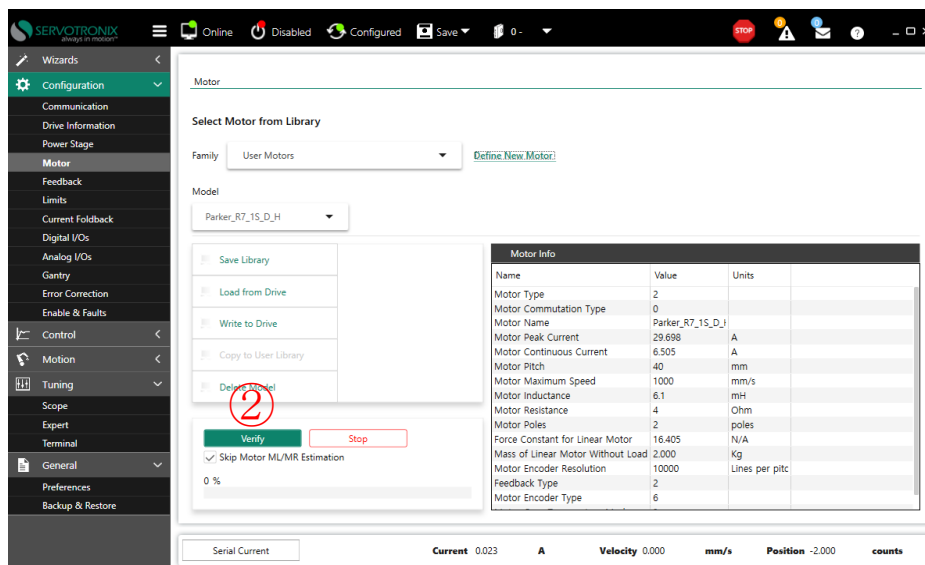 SERVOTRONIX
always in motion™
Online
Disabled
Configured
Save
0 -
STOP
0
0
?
Wizards
Configuration
Communication
Drive Information
Power Stage
Motor
Feedback
Limits
Current Foldback
Digital I/Os
Analog I/Os
Gantry
Error Correction
Enable & Faults
Control
Motion
Tuning
Scope
Expert
Terminal
General
Preferences
Backup & Restore
Motor
Select Motor from Library
Family User Motors Define New Motor
Model
Parker_R7_1S_D_H
Save Library
Load from Drive
Write to Drive
Copy to User Library
Delete Model
②
Verify Stop
Skip Motor ML/MR Estimation
0 %
Motor Info
Name Value Units
Motor Type 2
Motor Commutation Type 0
Motor Name Parker_R7_1S_D_H
Motor Peak Current 29.698 A
Motor Continuous Current 6.505 A
Motor Pitch 40 mm
Motor Maximum Speed 1000 mm/s
Motor Inductance 6.1 mH
Motor Resistance 4 Ohm
Motor Poles 2 poles
Force Constant for Linear Motor 16.405 N/A
Mass of Linear Motor Without Load 2.000 Kg
Motor Encoder Resolution 10000 Lines per pitc
Feedback Type 2
Motor Encoder Type 6
Serial Current Current 0.023 A Velocity 0.000 mm/s Position -2.000 counts